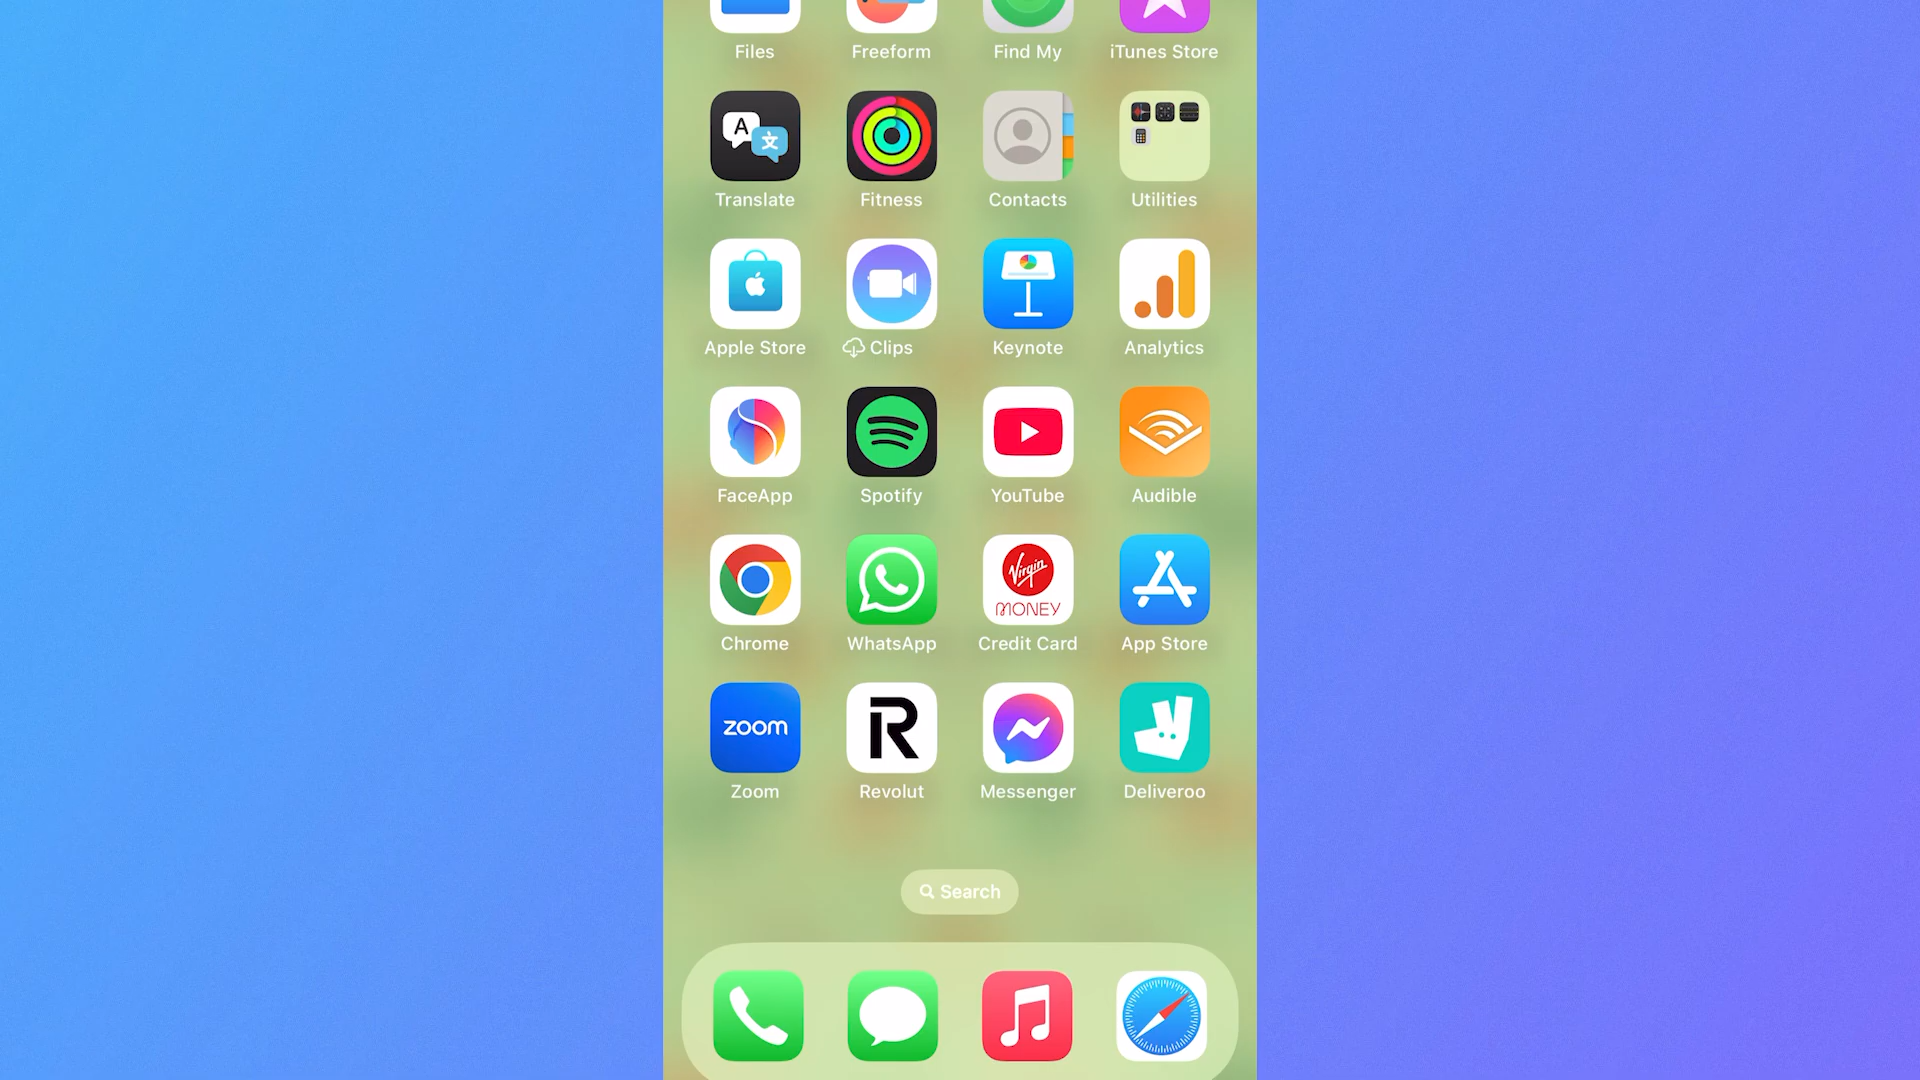 Files Freeform Find My iTunes Store
A 文
Translate Fitness Contacts Utilities
Apple Store Clips Keynote Analytics
FaceApp Spotify YouTube Audible
Virgin
MONEY
Chrome WhatsApp Credit Card App Store
zoom R
Zoom Revolut Messenger Deliveroo
Search